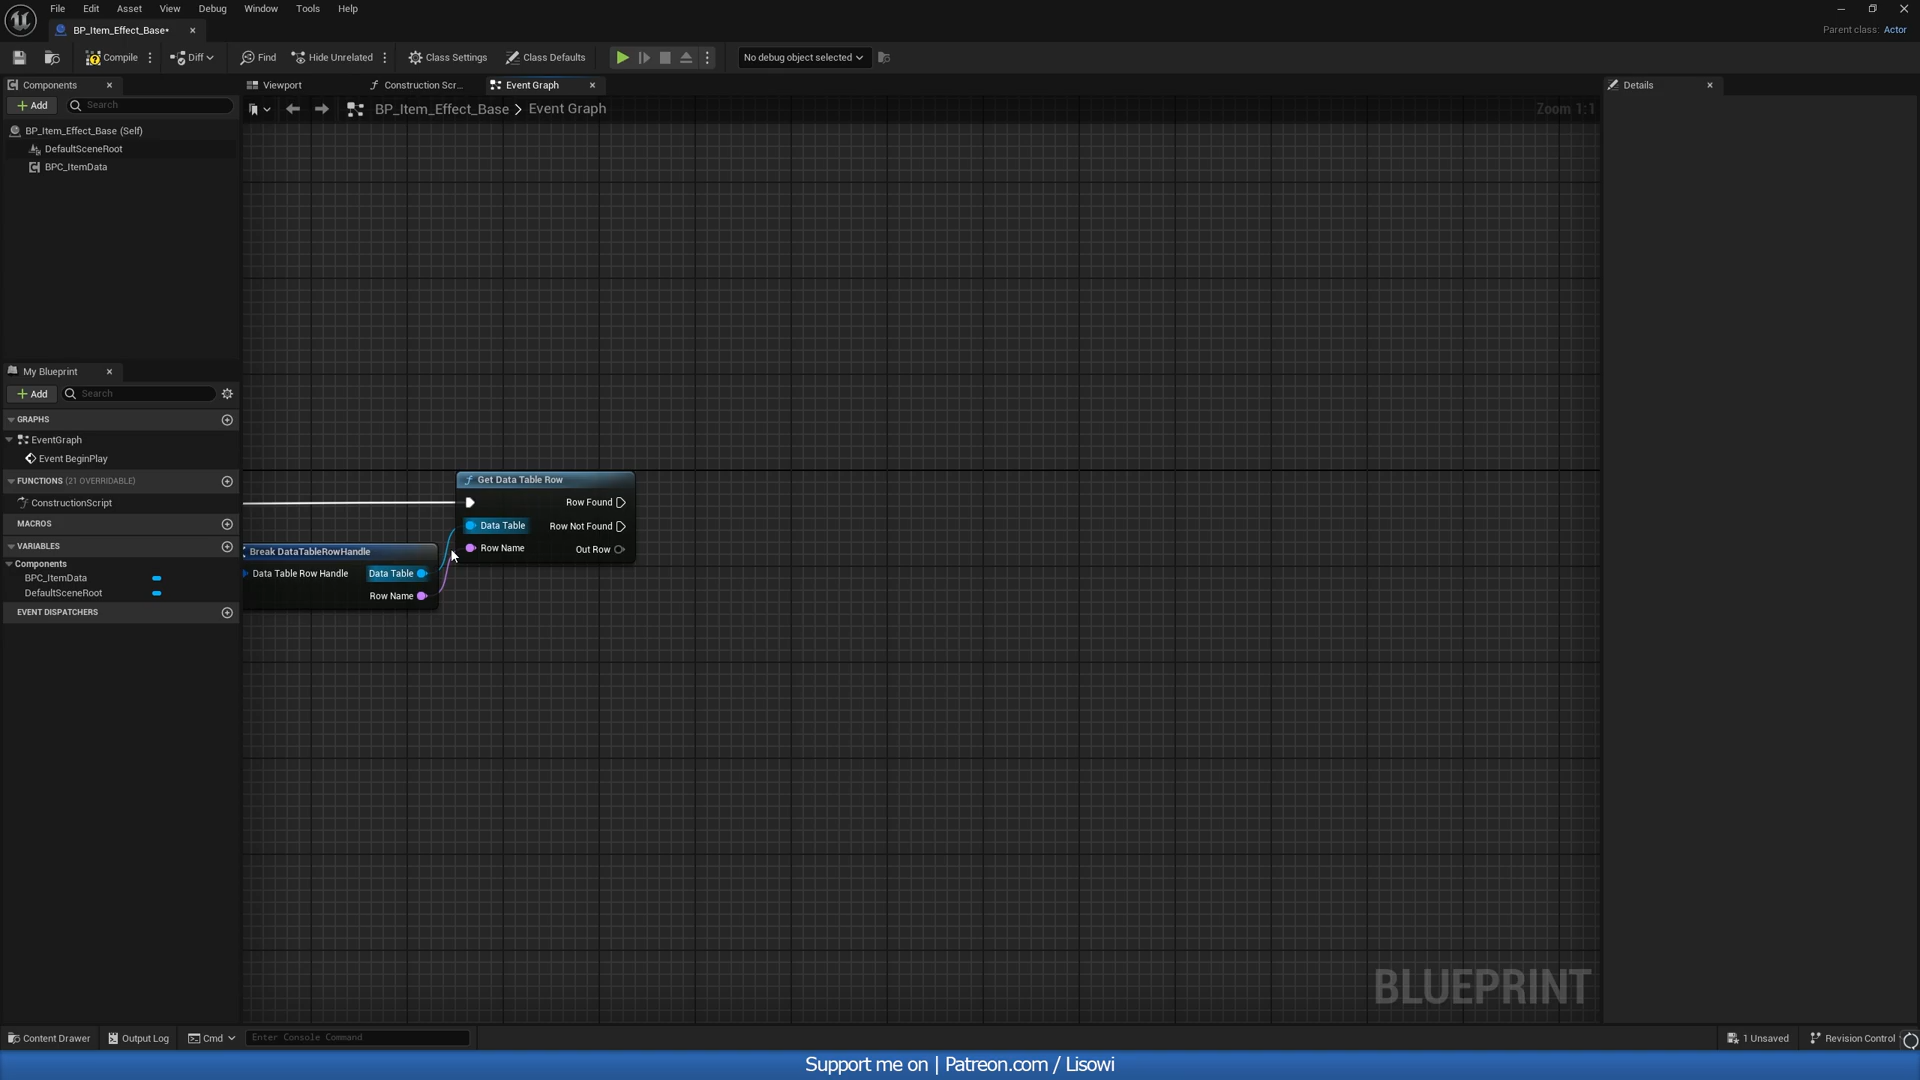 File Edit Asset View Debug Window Tools Help
BP_Item_Effect_Base•
Parent class: Actor
Compile Diff Find Hide Unrelated Class Settings Class Defaults No debug object selected
Components
Viewport Construction Scr... Event Graph
Details
Add Search
BP_Item_Effect_Base > Event Graph
Zoom 1:1
BP_Item_Effect_Base (Self)
DefaultSceneRoot
BPC_ItemData
My Blueprint
Add Search
GRAPHS
EventGraph
Event BeginPlay
FUNCTIONS (21 OVERRIDABLE)
ConstructionScript
MACROS
VARIABLES
Components
BPC_ItemData
DefaultSceneRoot
EVENT DISPATCHERS
Get Data Table Row
Row Found
Data Table Row Not Found
Row Name Out Row
Break DataTableRowHandle
Data Table Row Handle Data Table
Row Name
BLUEPRINT
Content Drawer Output Log Cmd Enter Console Command
1 Unsaved Revision Control
Support me on | Patreon.com / Lisowi